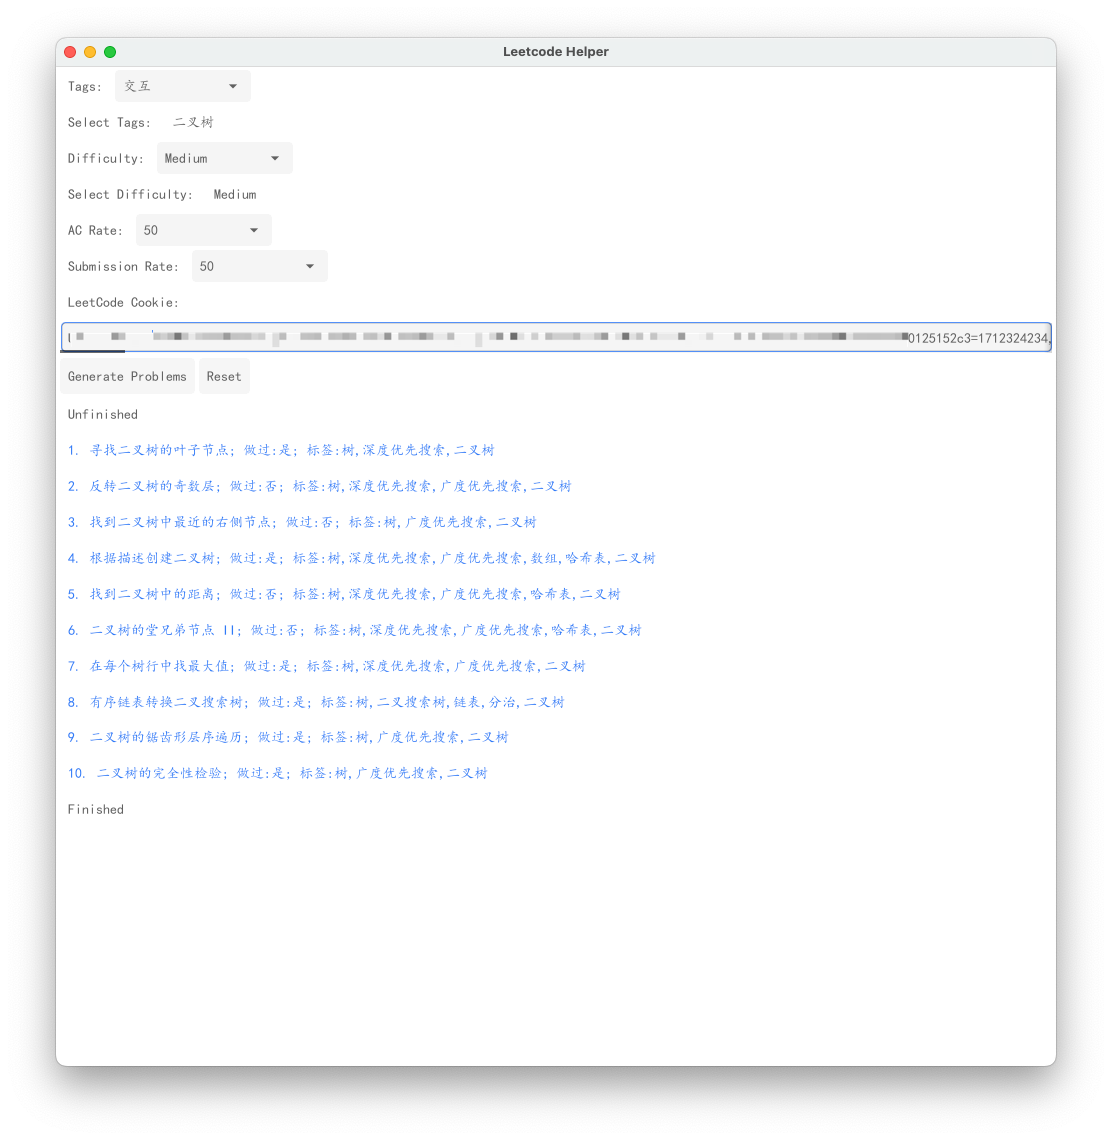 Leetcode Helper
Tags: 交互
Select Tags: 二叉树
Difficulty: Medium
Select Difficulty: Medium
AC Rate: 50
Submission Rate: 50
LeetCode Cookie:
0125152c3=1712324234,
Generate Problems Reset
Unfinished
1. 寻找二叉树的叶子节点; 做过:是; 标签:树,深度优先搜索,二叉树
2. 反转二叉树的奇数层; 做过:否; 标签:树,深度优先搜索,广度优先搜索,二叉树
3. 找到二叉树中最近的右侧节点; 做过:否; 标签:树,广度优先搜索,二叉树
4. 根据描述创建二叉树; 做过:是; 标签:树,深度优先搜索,广度优先搜索,数组,哈希表,二叉树
5. 找到二叉树中的距离; 做过:否; 标签:树,深度优先搜索,广度优先搜索,哈希表,二叉树
6. 二叉树的堂兄弟节点 II; 做过:否; 标签:树,深度优先搜索,广度优先搜索,哈希表,二叉树
7. 在每个树行中找最大值; 做过:是; 标签:树,深度优先搜索,广度优先搜索,二叉树
8. 有序链表转换二叉搜索树; 做过:是; 标签:树,二叉搜索树,链表,分治,二叉树
9. 二叉树的锯齿形层序遍历; 做过:是; 标签:树,广度优先搜索,二叉树
10. 二叉树的完全性检验; 做过:是; 标签:树,广度优先搜索,二叉树
Finished